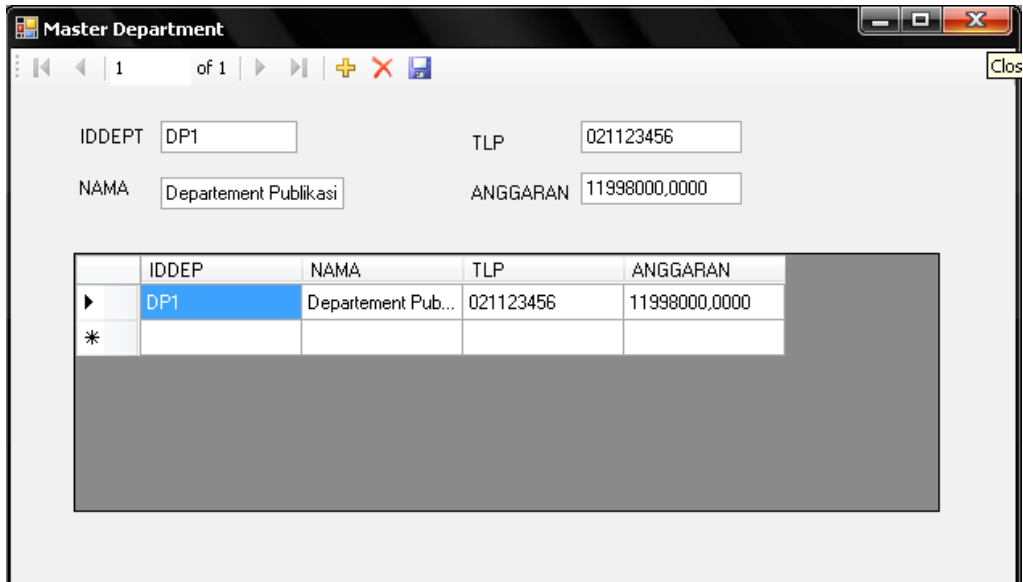 Master Department
1 of 1
Clos
IDDEPT DP1 TLP 021123456
NAMA Departement Publikasi ANGGARAN 11998000,0000
IDDEP NAMA TLP ANGGARAN
DP1 Departement Pub... 021123456 11998000,0000